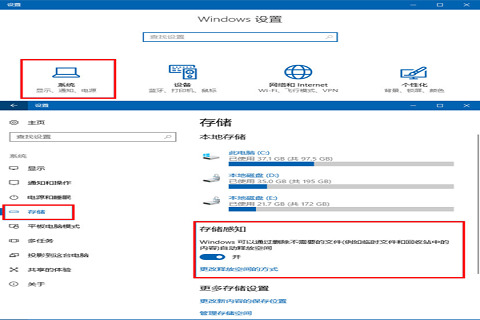 设置
Windows 设置
查找设置
系统
显示、通知、电源
设备
蓝牙、打印机、鼠标
网络和 Internet
Wi-Fi、飞行模式、VPN
个性化
背景、锁屏、颜色
设置
主页
查找设置
系统
显示
通知和操作
电源和睡眠
存储
平板电脑模式
多任务
投影到这台电脑
共享的体验
关于
存储
本地存储
此电脑 (C:)
已使用 37.1 GB (共 97.5 GB)
本地磁盘 (D:)
已使用 35.0 GB (共 195 GB)
本地磁盘 (E:)
已使用 21.7 GB (共 172 GB)
存储感知
Windows 可以通过删除不需要的文件(例如临时文件和回收站中的
内容)自动释放空间
开
更改释放空间的方式
更多存储设置
更改新内容的保存位置
管理存储空间